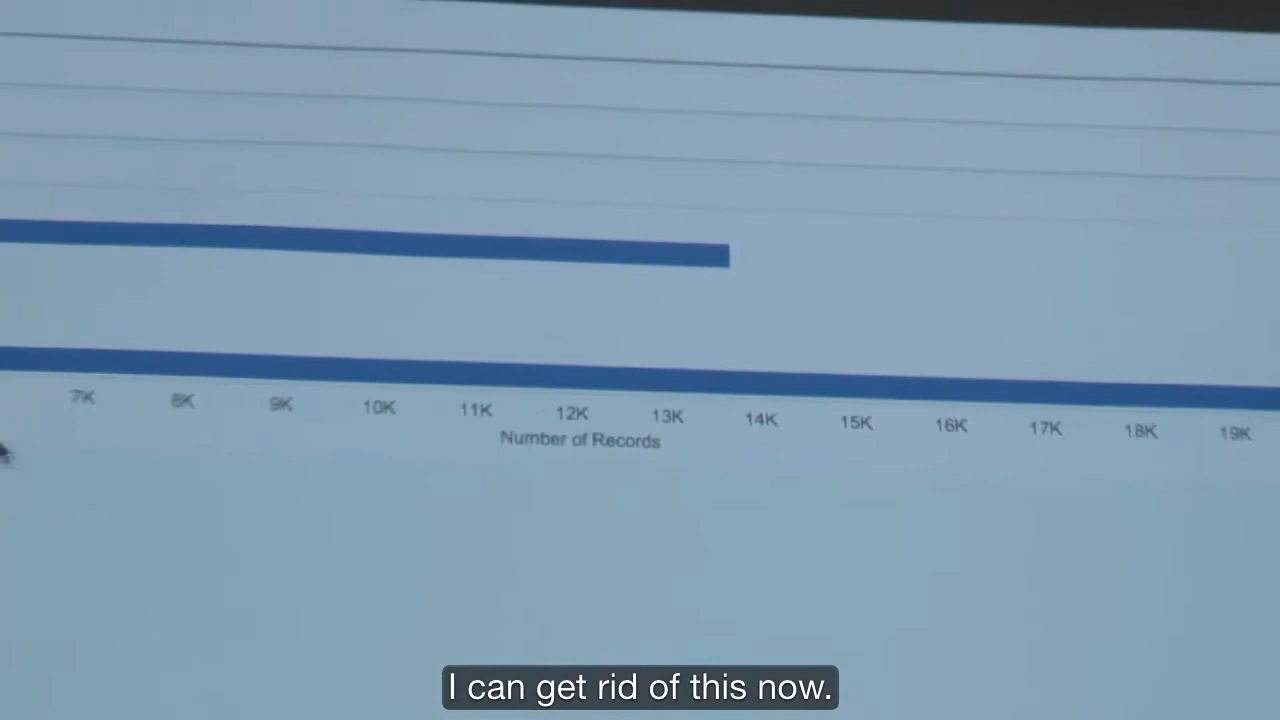 7K 8K 9K 10K 11K 12K 13K 14K 15K 16K 17K 18K 19K
Number of Records
I can get rid of this now.